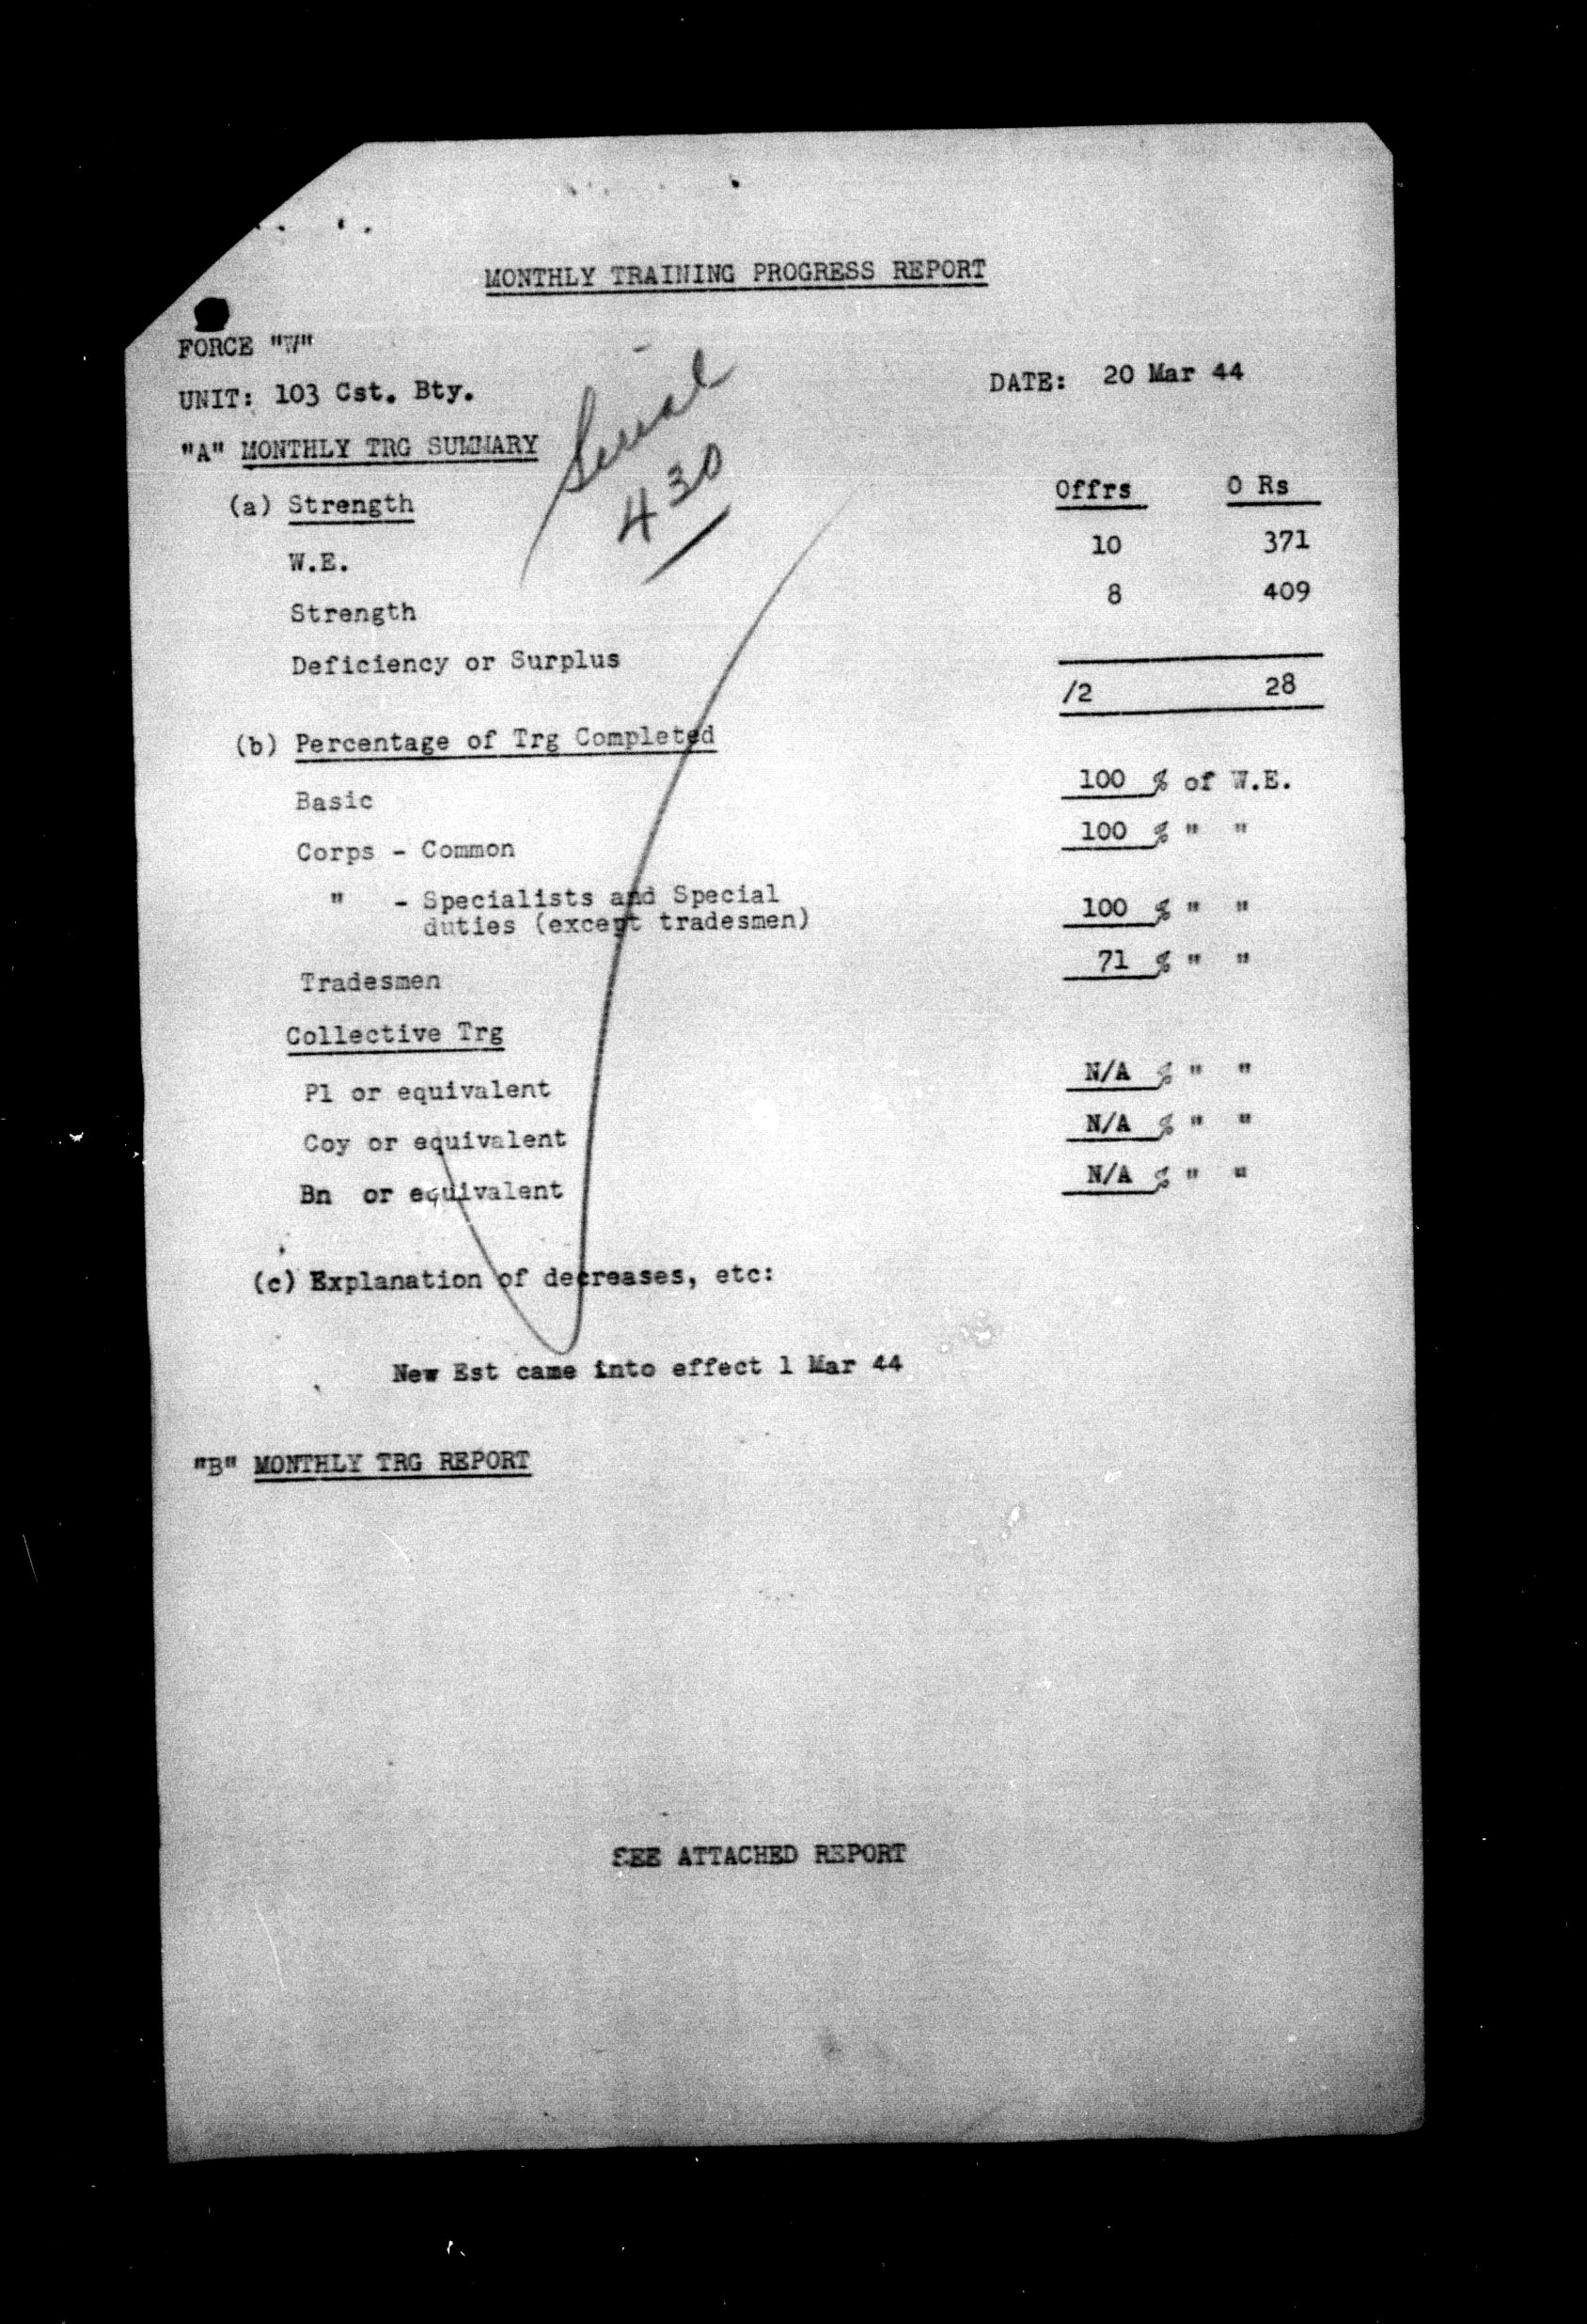 MONTHLY TRAINING PROGRESS REPORT
FORCE "W"
UNIT: 103 Cst. Bty.
DATE: 20 Mar 44
Serial
430
"A" MONTHLY TRG SUMMARY
(a) Strength Offrs O Rs
W.E. 10 371
Strength 8 409
Deficiency or Surplus
/2 28
(b) Percentage of Trg Completed
Basic 100 % of W.E.
Corps - Common 100 % " "
" - Specialists and Special
duties (except tradesmen) 100 % " "
Tradesmen 71 % " "
Collective Trg
Pl or equivalent N/A % " "
Coy or equivalent N/A % " "
Bn or equivalent N/A % " "
(c) Explanation of decreases, etc:
New Est came into effect 1 Mar 44
"B" MONTHLY TRG REPORT
SEE ATTACHED REPORT